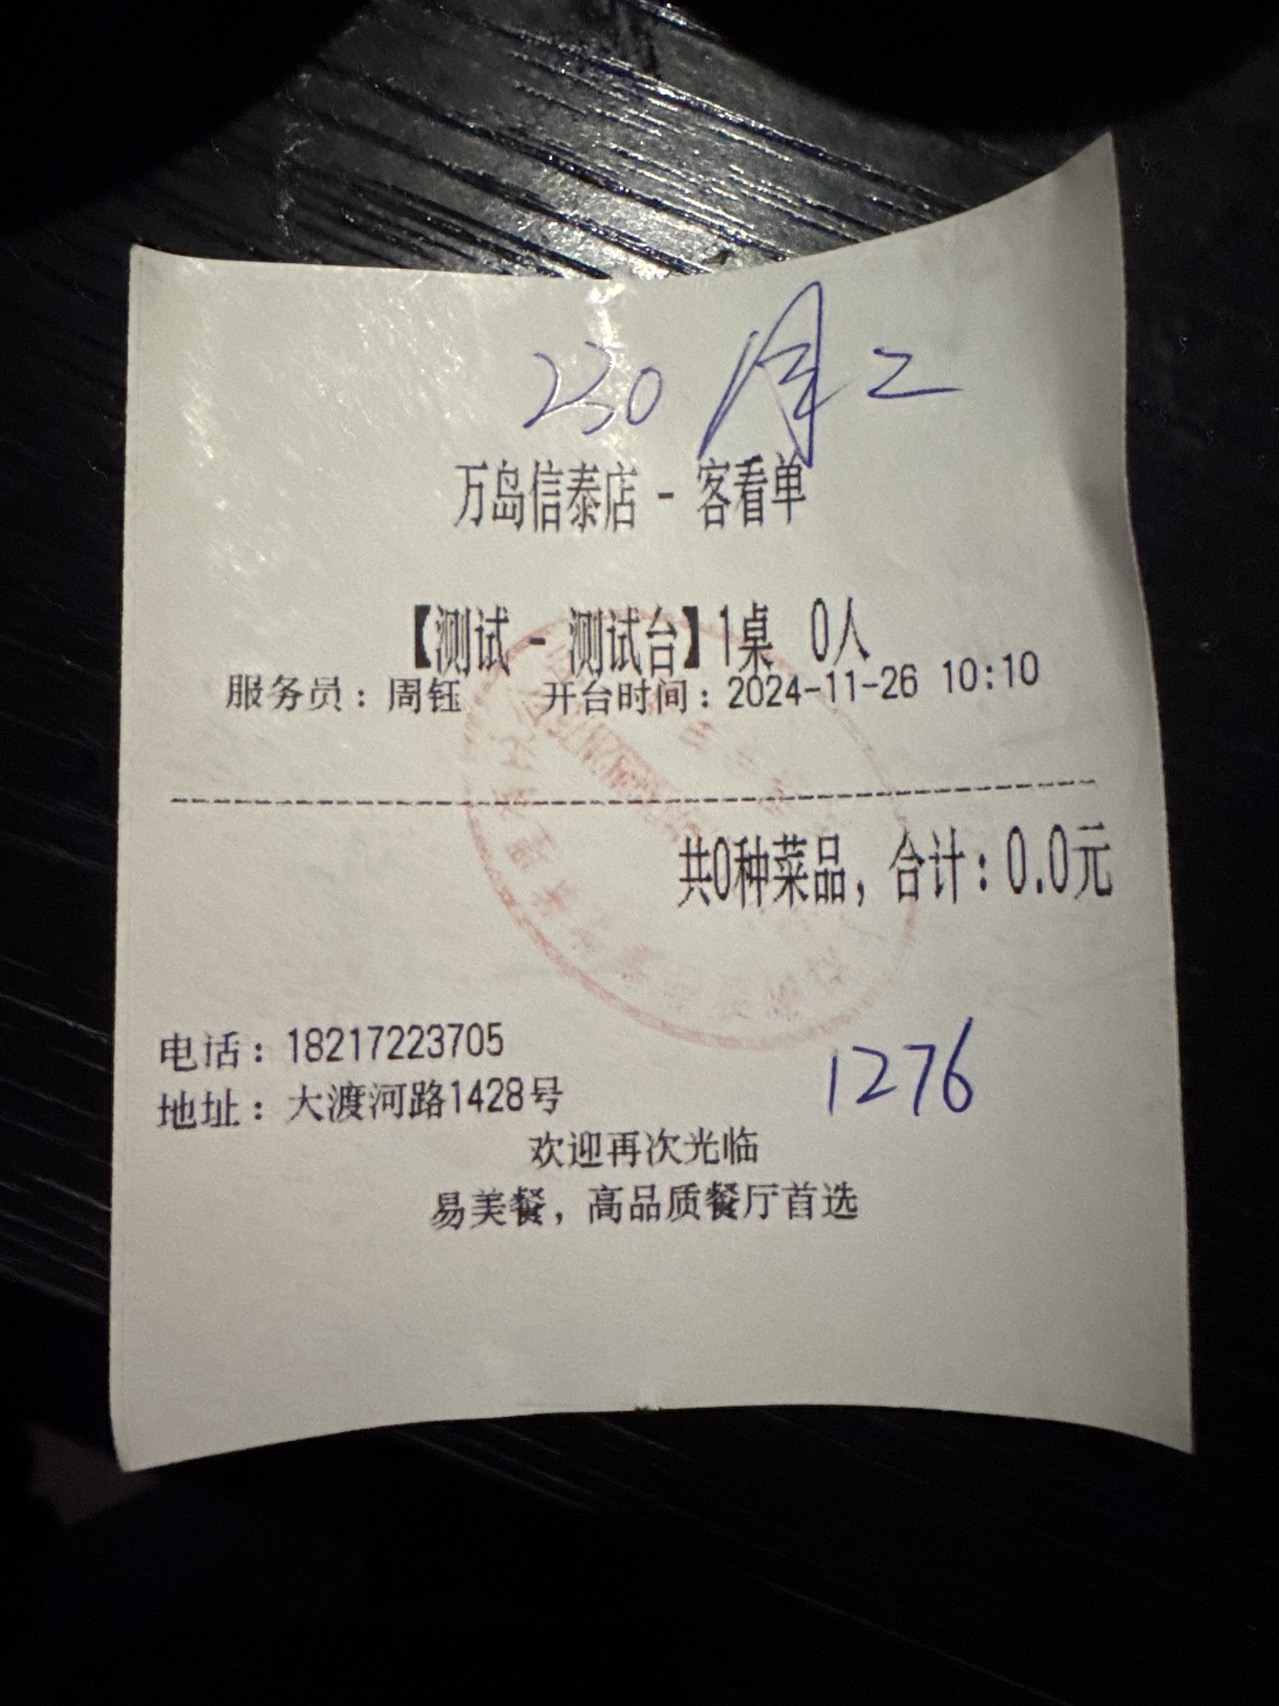 230
万岛信泰店 - 客看单
【测试 - 测试台】1桌 0人
服务员：周钰 开台时间：2024-11-26 10:10
共0种菜品，合计：0.0元
电话：18217223705
1276
地址：大渡河路1428号
欢迎再次光临
易美餐，高品质餐厅首选